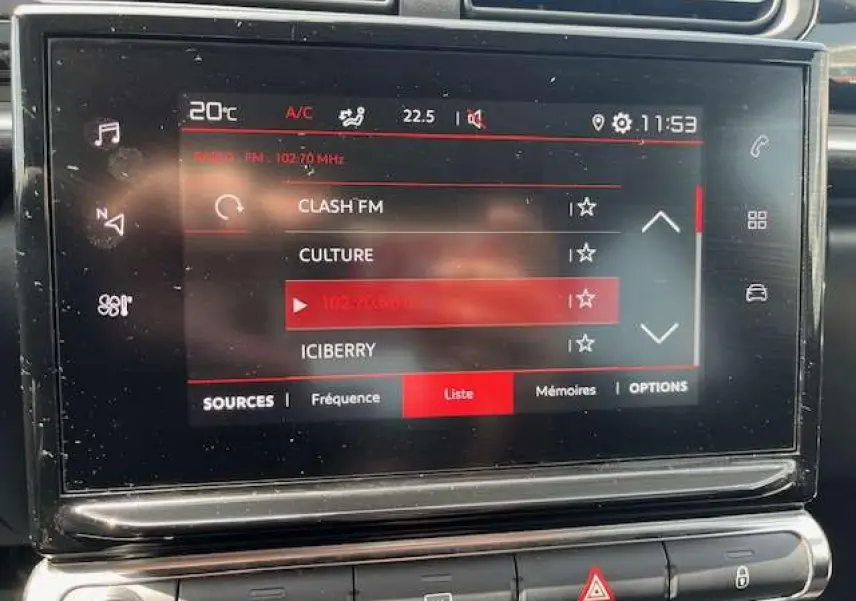 20°C A/C 22.5 11:53
RADIO FM . 102.70 MHz
CLASH FM
CULTURE
102.70 MHz
ICIBERRY
SOURCES Fréquence Liste Mémoires OPTIONS
N